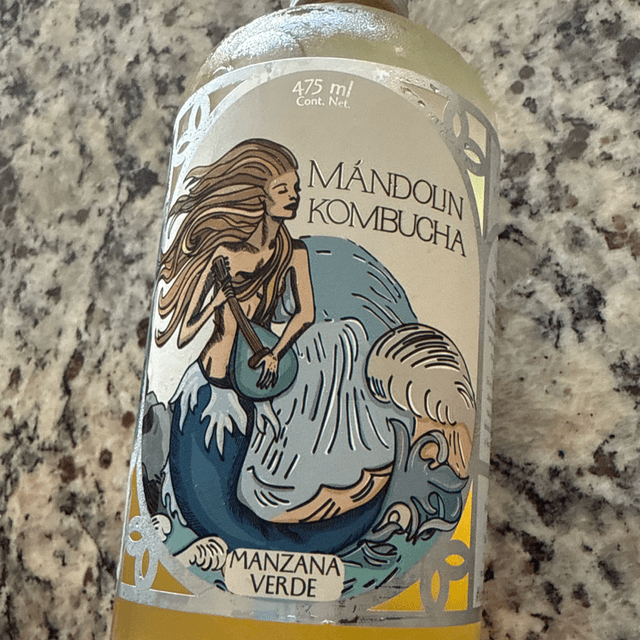 475 ml
Cont. Net.
MÁNDOLIN
KOMBUCHA
MANZANA
VERDE